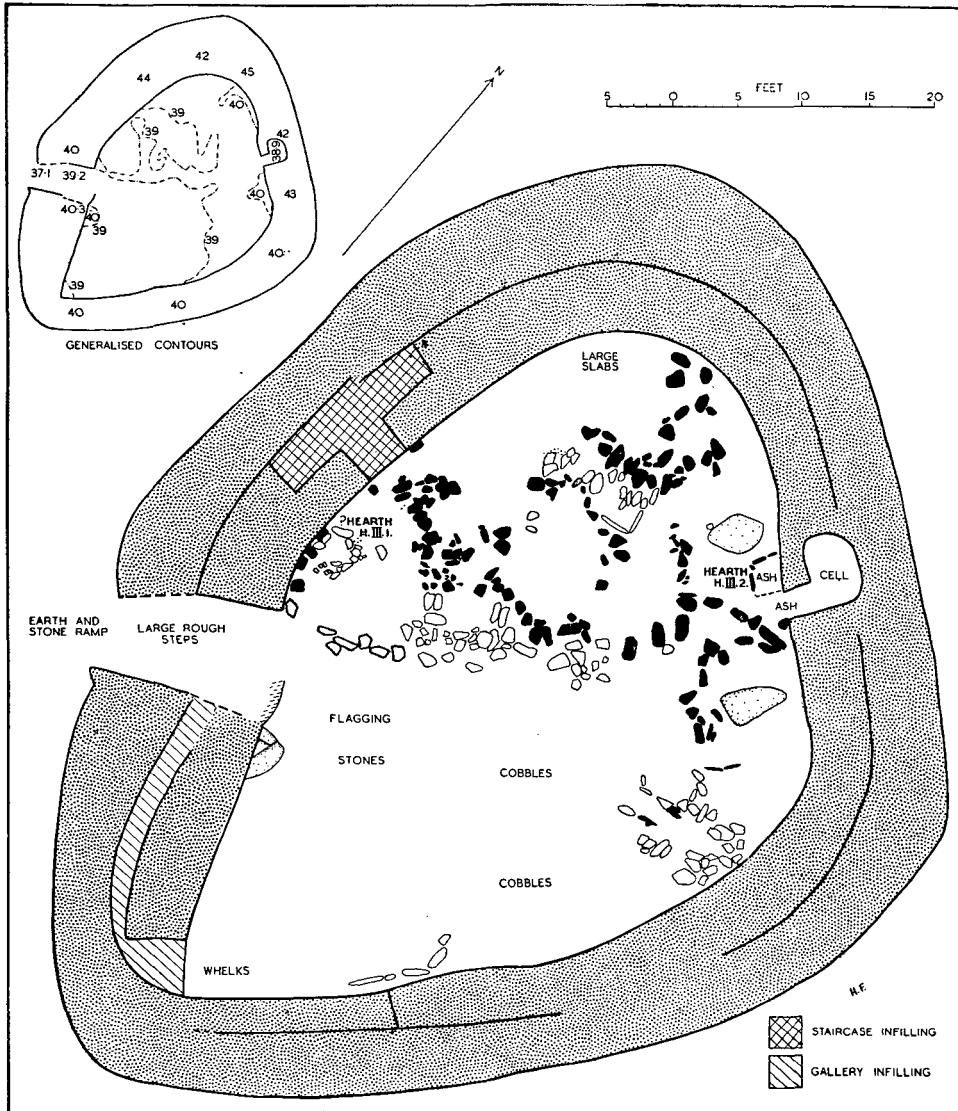 42
44
45
40
39
39
42
38·9
40
37·1
39·2
43
40
40·3
40
39
39
40
39
40
40
GENERALISED CONTOURS
N
FEET
5 0 5 10 15 20
LARGE
SLABS
?HEARTH
H.III.1.
HEARTH
H.III.2.
ASH
CELL
ASH
EARTH AND
STONE RAMP
LARGE ROUGH
STEPS
FLAGGING
STONES
COBBLES
COBBLES
WHELKS
H.F.
STAIRCASE INFILLING
GALLERY INFILLING